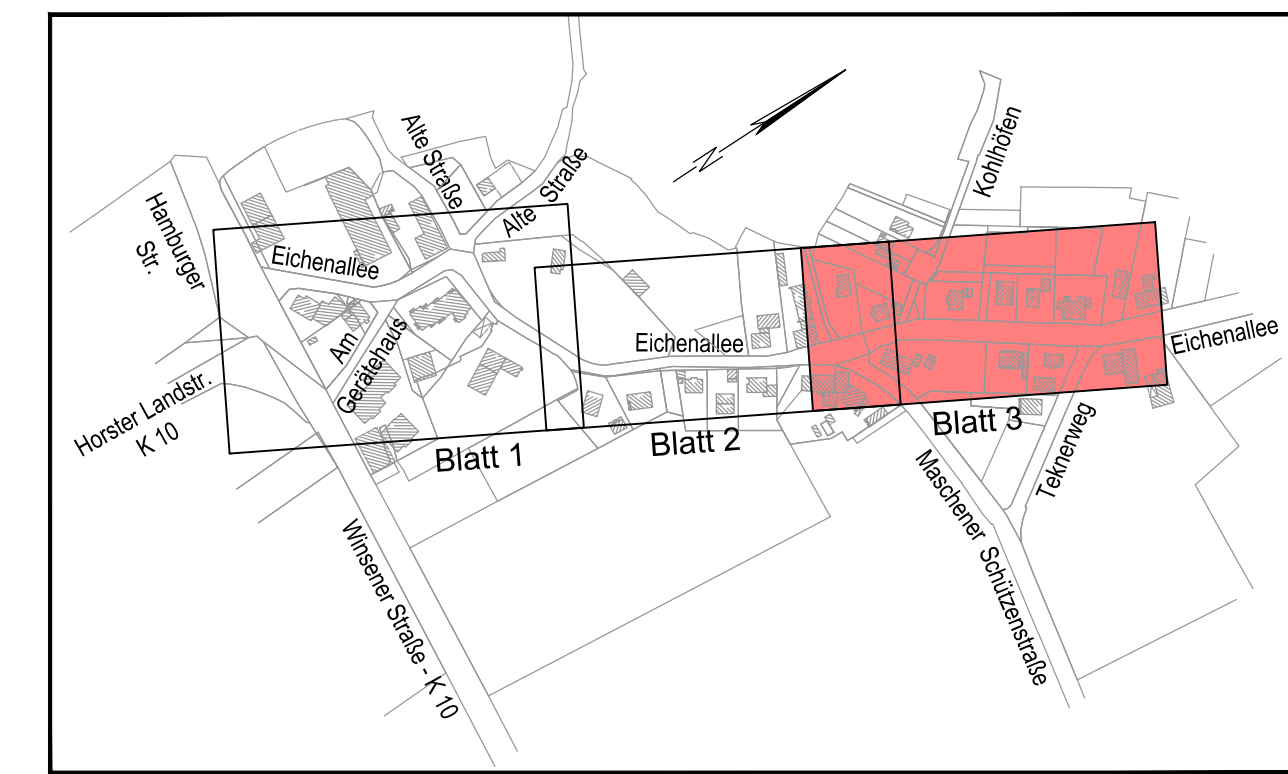 Alte Straße
Alte Straße
Kohlhöfen
Hamburger
Str.
Eichenallee
N
Am
Gerätehaus
Eichenallee
Eichenallee
Horster Landstr.
K 10
Blatt 1
Blatt 2
Blatt 3
Teknerweg
Maschener Schützenstraße
Winsener Straße - K 10